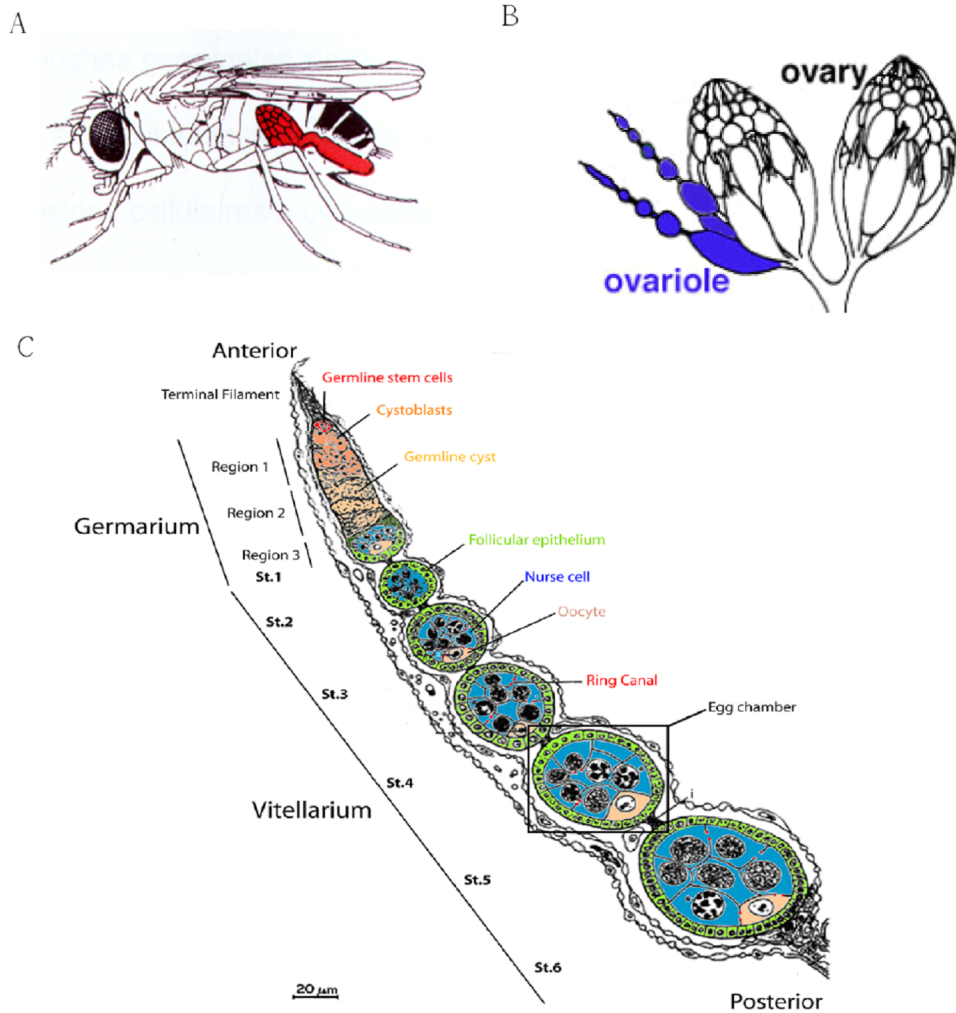 A
B
ovary
ovariole
C
Anterior
Terminal Filament
Germline stem cells
Cystoblasts
Region 1
Germline cyst
Region 2
Germarium
Region 3
Follicular epithelium
St.1
Nurse cell
St.2
Oocyte
Ring Canal
St.3
Egg chamber
St.4
i
Vitellarium
St.5
St.6
20 µm
Posterior